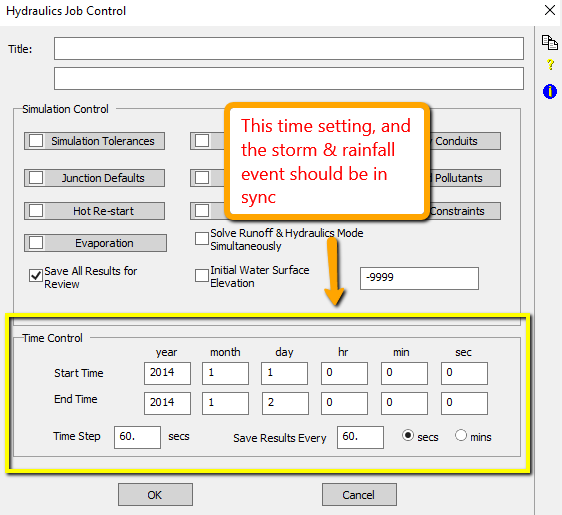 Hydraulics Job Control
Title:
Simulation Control
Simulation Tolerances
Conduits
Junction Defaults
Pollutants
Hot Re-start
Constraints
Evaporation
This time setting, and
the storm & rainfall
event should be in
sync
Solve Runoff & Hydraulics Mode
Simultaneously
Save All Results for
Review
Initial Water Surface
Elevation
-9999
Time Control
year month day hr min sec
Start Time 2014 1 1 0 0 0
End Time 2014 1 2 0 0 0
Time Step 60. secs Save Results Every 60. secs mins
OK Cancel